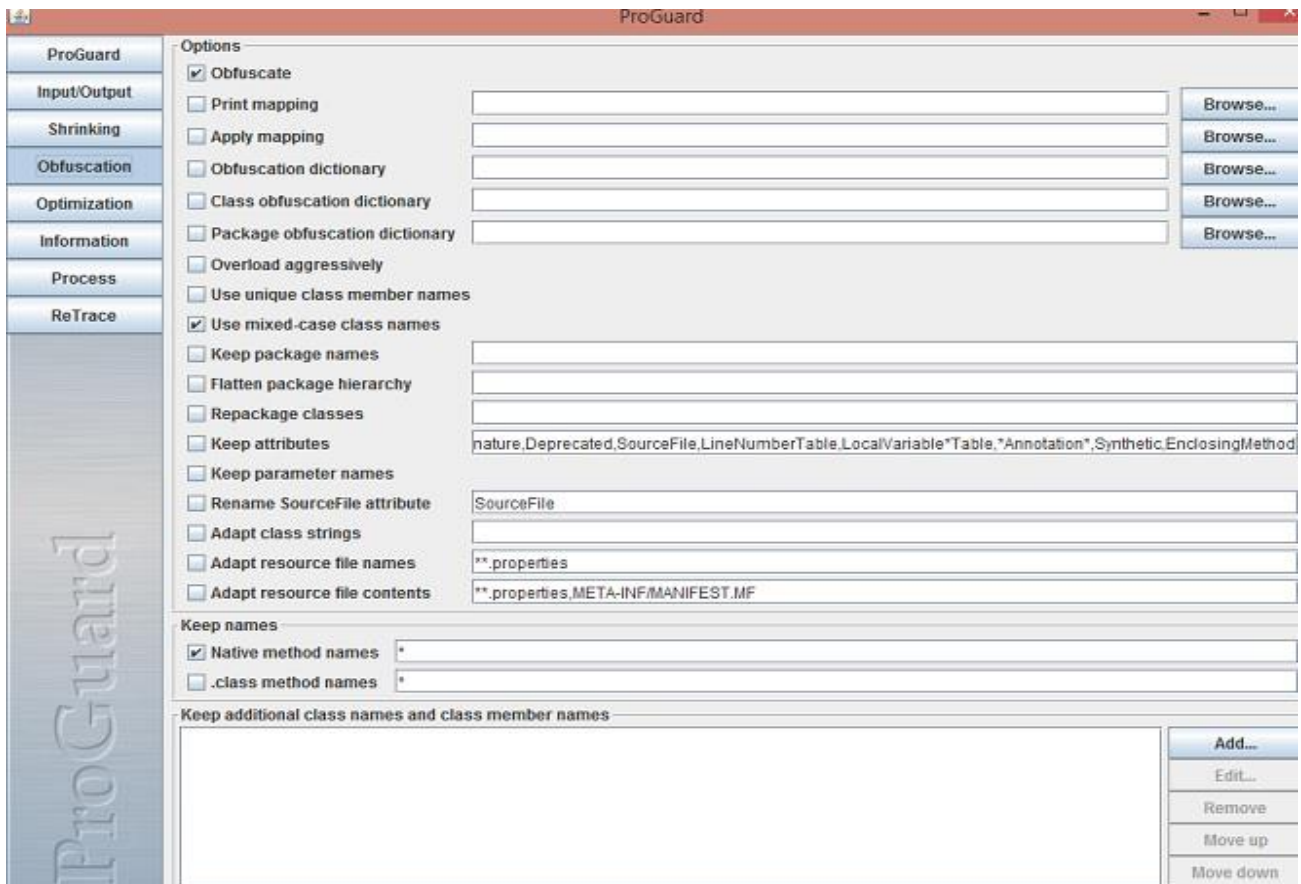 ProGuard
ProGuard
Input/Output
Shrinking
Obfuscation
Optimization
Information
Process
ReTrace
ProGuard
Options
Obfuscate
Print mapping Browse...
Apply mapping Browse...
Obfuscation dictionary Browse...
Class obfuscation dictionary Browse...
Package obfuscation dictionary Browse...
Overload aggressively
Use unique class member names
Use mixed-case class names
Keep package names
Flatten package hierarchy
Repackage classes
Keep attributes nature,Deprecated,SourceFile,LineNumberTable,LocalVariable*Table,*Annotation*,Synthetic,EnclosingMethod
Keep parameter names
Rename SourceFile attribute SourceFile
Adapt class strings
Adapt resource file names **.properties
Adapt resource file contents **.properties,META-INF/MANIFEST.MF
Keep names
Native method names *
.class method names *
Keep additional class names and class member names
Add...
Edit...
Remove
Move up
Move down